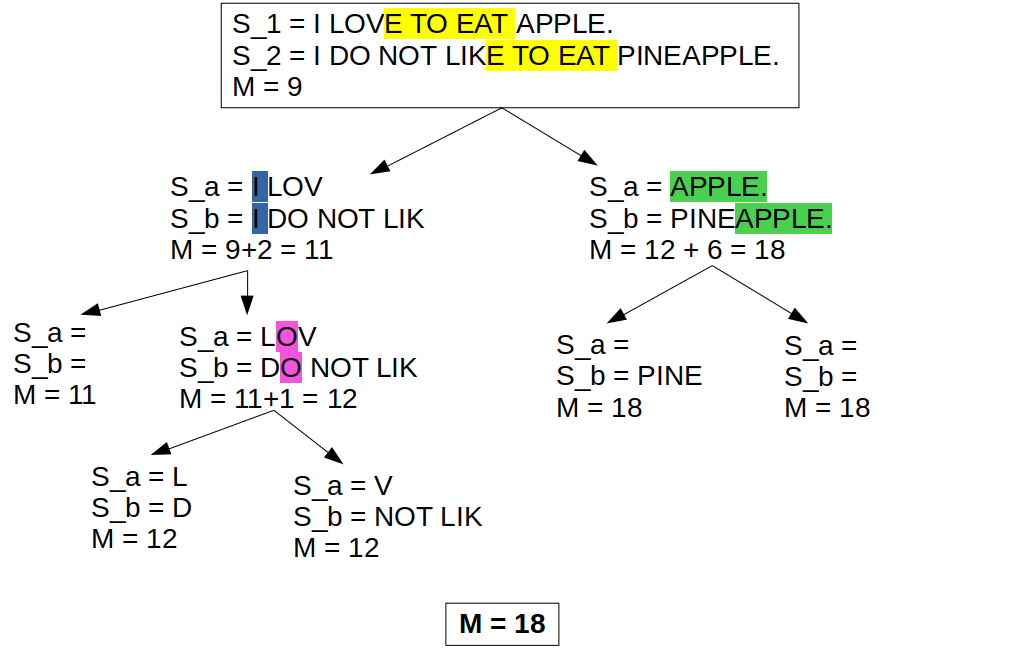 S_1 = I LOVE TO EAT APPLE.
S_2 = I DO NOT LIKE TO EAT PINEAPPLE.
M = 9
S_a = I LOV
S_b = I DO NOT LIK
M = 9+2 = 11
S_a = APPLE.
S_b = PINEAPPLE.
M = 12 + 6 = 18
S_a =
S_b =
M = 11
S_a = LOV
S_b = DO NOT LIK
M = 11+1 = 12
S_a =
S_b = PINE
M = 18
S_a =
S_b =
M = 18
S_a = L
S_b = D
M = 12
S_a = V
S_b = NOT LIK
M = 12
M = 18